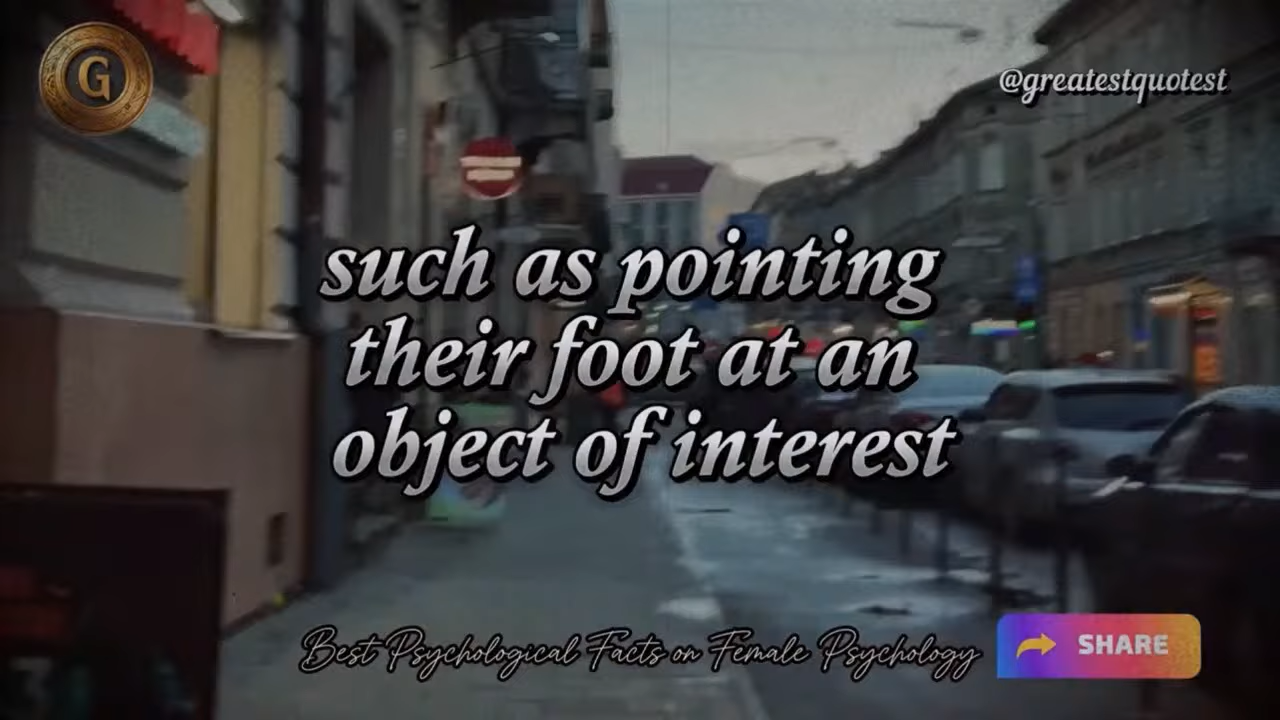 G
@greatestquotest
such as pointing
their foot at an
object of interest
Best Psychological Facts on Female Psychology
SHARE